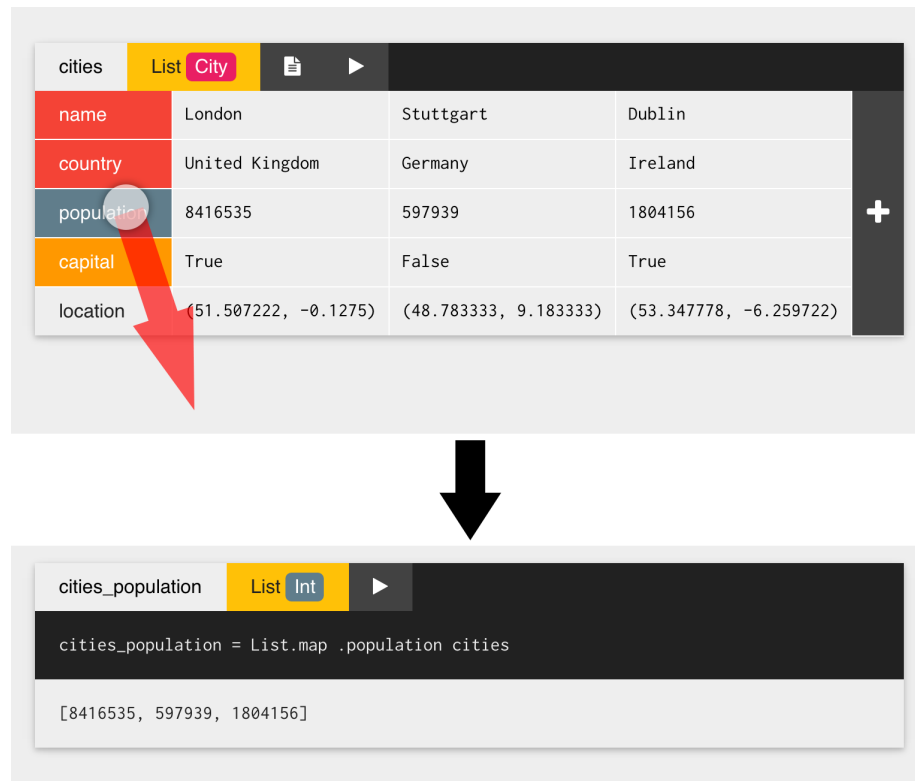 cities List City
name London Stuttgart Dublin
country United Kingdom Germany Ireland
population 8416535 597939 1804156
capital True False True
location (51.507222, -0.1275) (48.783333, 9.183333) (53.347778, -6.259722)
cities_population List Int
cities_population = List.map .population cities
[8416535, 597939, 1804156]